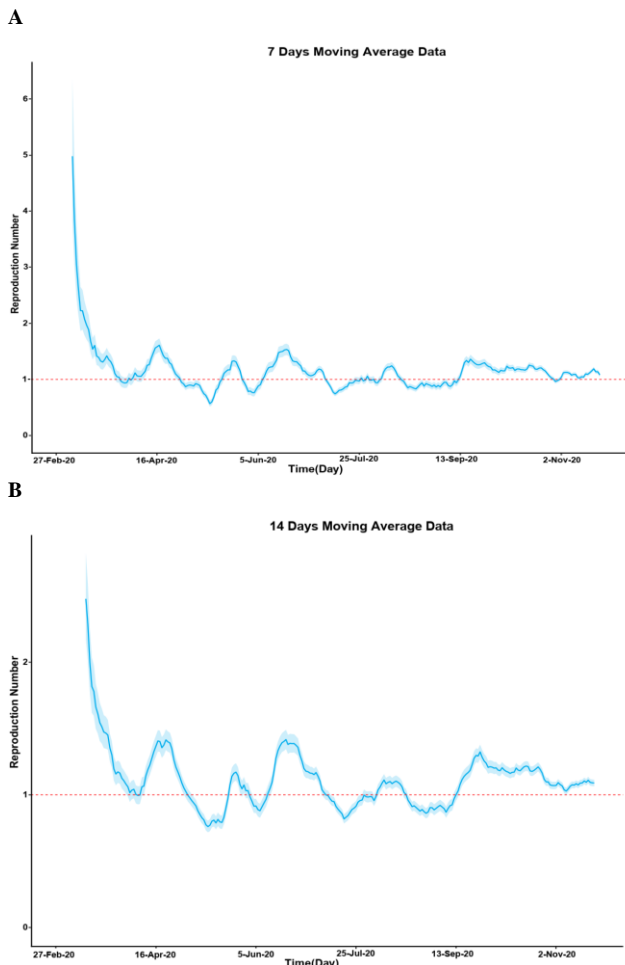 A
7 Days Moving Average Data
6
5
4
3
2
1
0
Reproduction Number
27-Feb-20 16-Apr-20 5-Jun-20 25-Jul-20 13-Sep-20 2-Nov-20
Time(Day)
B
14 Days Moving Average Data
2
1
0
Reproduction Number
27-Feb-20 16-Apr-20 5-Jun-20 25-Jul-20 13-Sep-20 2-Nov-20
Time(Day)